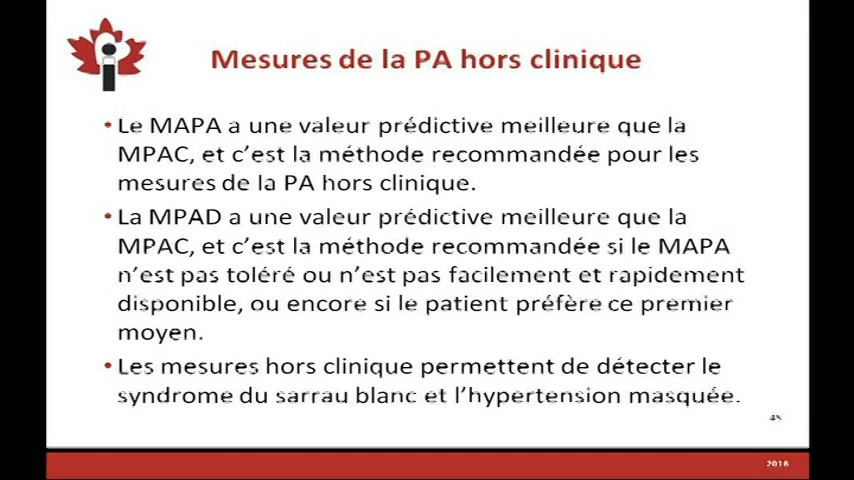 Mesures de la PA hors clinique
• Le MAPA a une valeur prédictive meilleure que la
MPAC, et c’est la méthode recommandée pour les
mesures de la PA hors clinique.
• La MPAD a une valeur prédictive meilleure que la
MPAC, et c’est la méthode recommandée si le MAPA
n’est pas toléré ou n’est pas facilement et rapidement
disponible, ou encore si le patient préfère ce premier
moyen.
• Les mesures hors clinique permettent de détecter le
syndrome du sarrau blanc et l’hypertension masquée.
2016